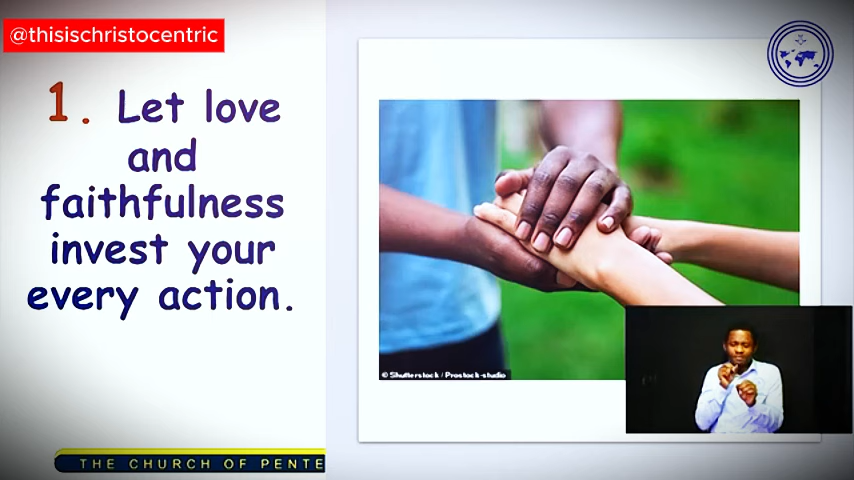 @thisischristocentric
1. Let love
and
faithfulness
invest your
every action.
© Shutterstock / Prostock-studio
THE CHURCH OF PENTE